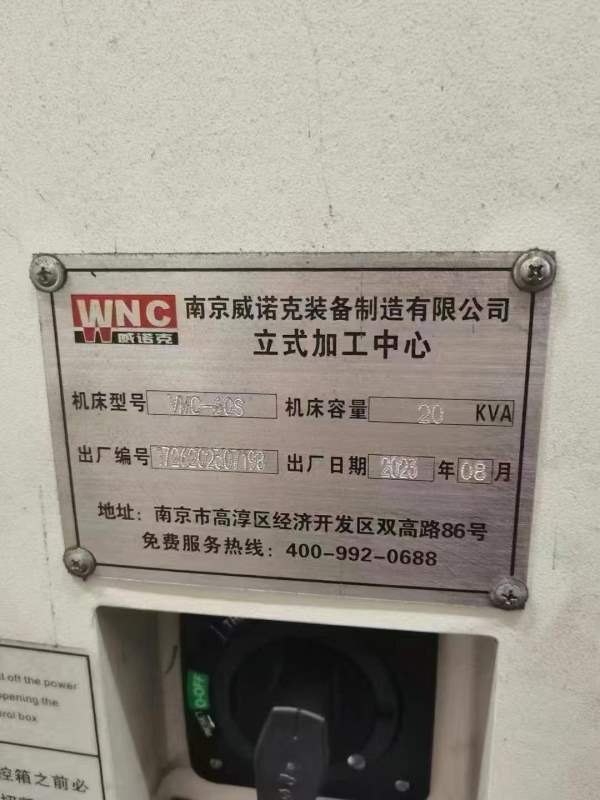 WNC
威诺克
南京威诺克装备制造有限公司
立式加工中心
机床型号 机床容量 20 KVA
出厂编号 出厂日期 2023 年 08 月
地址：南京市高淳区经济开发区双高路86号
免费服务热线：400-992-0688
O-OFF
off the power
opening the
box
控箱之前必